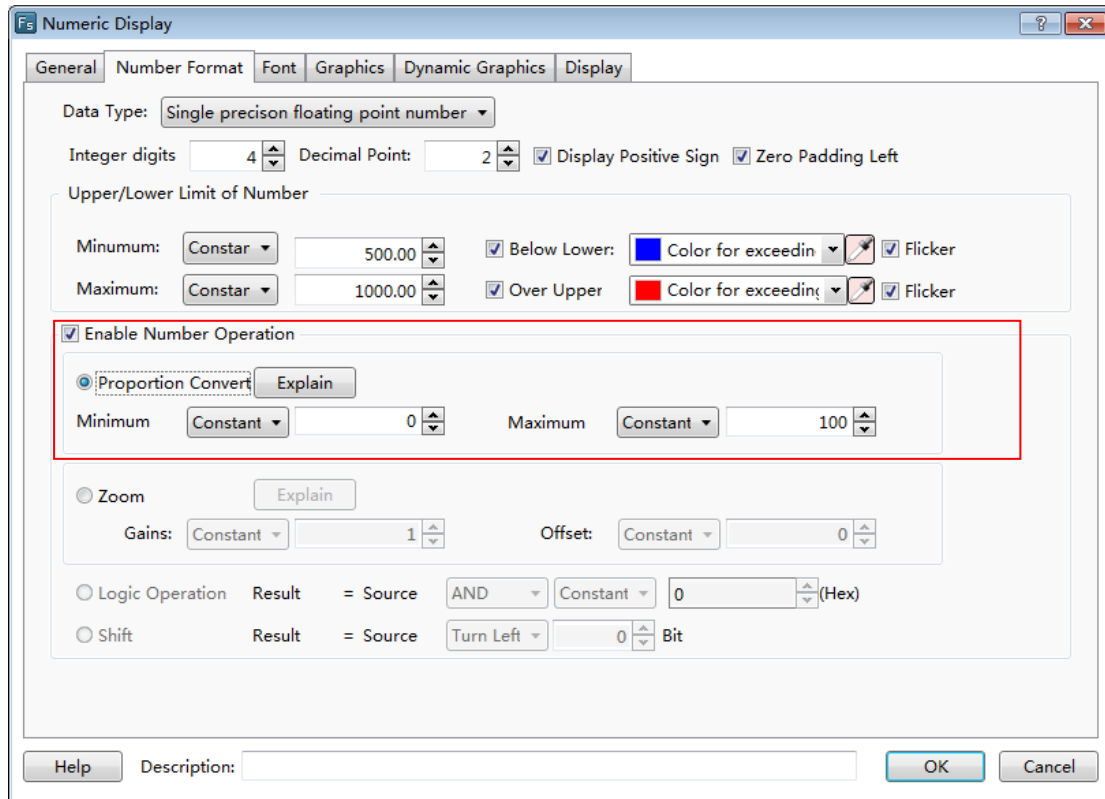 Fs Numeric Display ?
General Number Format Font Graphics Dynamic Graphics Display
Data Type: Single precison floating point number
Integer digits 4 Decimal Point: 2 Display Positive Sign Zero Padding Left
Upper/Lower Limit of Number
Minumum: Constar 500.00 Below Lower: Color for exceedin Flicker
Maximum: Constar 1000.00 Over Upper Color for exceeding Flicker
Enable Number Operation
Proportion Convert Explain
Minimum Constant 0 Maximum Constant 100
Zoom Explain
Gains: Constant 1 Offset: Constant 0
Logic Operation Result = Source AND Constant 0 (Hex)
Shift Result = Source Turn Left 0 Bit
Help Description: OK Cancel